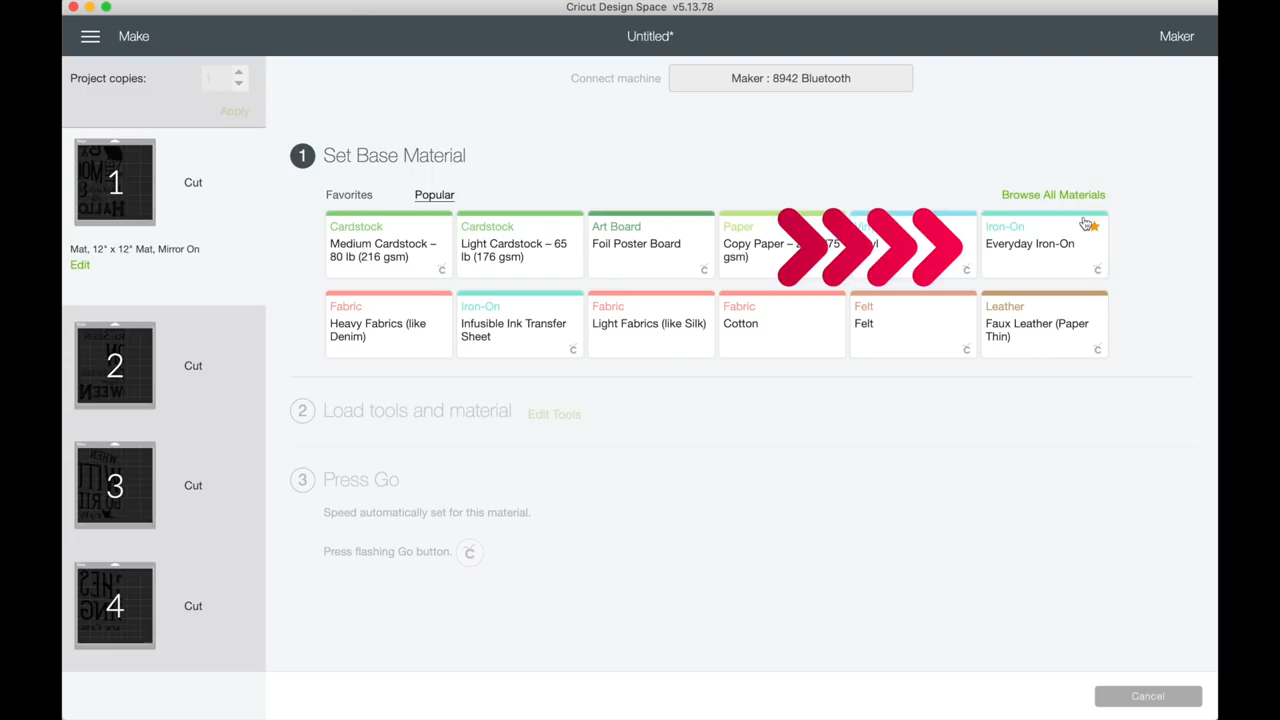 Cricut Design Space v5.13.78
Make
Untitled*
Maker
Project copies:
1
Apply
Connect machine
Maker : 8942 Bluetooth
1
Cut
Mat, 12" x 12" Mat, Mirror On
Edit
2
Cut
3
Cut
4
Cut
1 Set Base Material
Favorites
Popular
Browse All Materials
Cardstock
Medium Cardstock –
80 lb (216 gsm)
Cardstock
Light Cardstock – 65
lb (176 gsm)
Art Board
Foil Poster Board
Paper
Copy Paper –
gsm)
Iron-On
Everyday Iron-On
Fabric
Heavy Fabrics (like
Denim)
Iron-On
Infusible Ink Transfer
Sheet
Fabric
Light Fabrics (like Silk)
Fabric
Cotton
Felt
Felt
Leather
Faux Leather (Paper
Thin)
2 Load tools and material Edit Tools
3 Press Go
Speed automatically set for this material.
Press flashing Go button.
Cancel